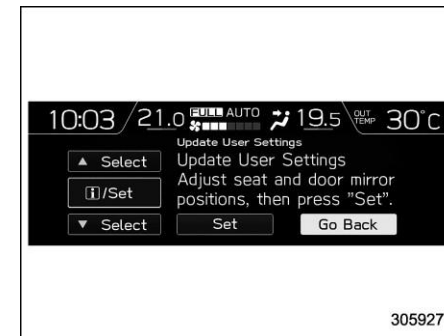 10:03 21.0 FULL AUTO 19.5 OUT TEMP 30°C
Update User Settings
▲ Select
Update User Settings
Adjust seat and door mirror
i/Set
positions, then press "Set".
▼ Select
Set
Go Back
305927